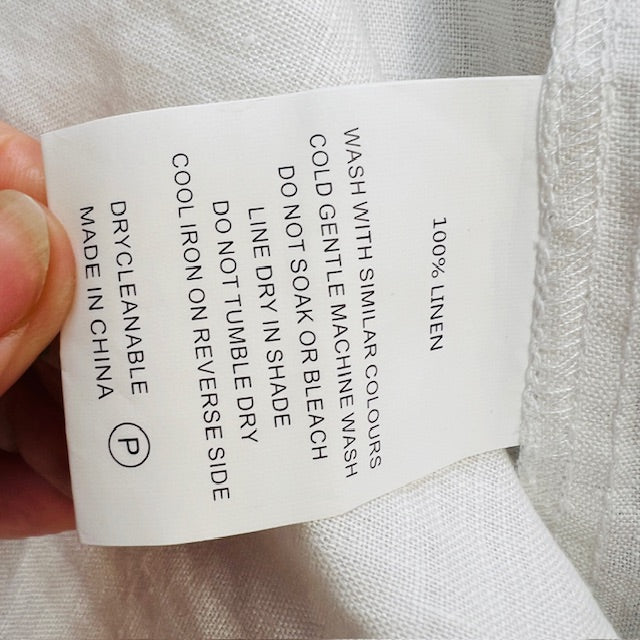 100% LINEN
WASH WITH SIMILAR COLOURS
COLD GENTLE MACHINE WASH
DO NOT SOAK OR BLEACH
LINE DRY IN SHADE
DO NOT TUMBLE DRY
COOL IRON ON REVERSE SIDE
DRYCLEANABLE P
MADE IN CHINA